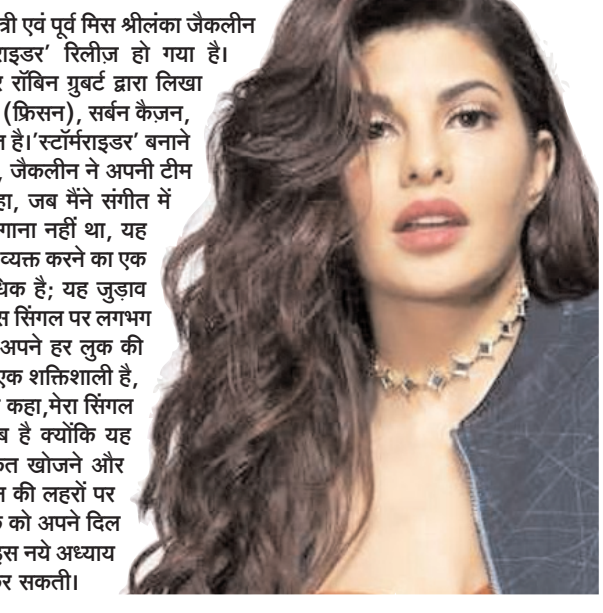 त्री एवं पूर्व मिस श्रीलंका जैकलीन
राइडर’ रिलीज़ हो गया है।
रॉबिन ग्रुबर्ट द्वारा लिखा
(फ्रिसन), सर्बन कैज़न,
है।’स्टॉर्मराइडर’ बनाने
, जैकलीन ने अपनी टीम
हा, जब मैंने संगीत में
गाना नहीं था, यह
व्यक्त करने का एक
धिक है; यह जुड़ाव
स सिंगल पर लगभग
अपने हर लुक की
एक शक्तिशाली है,
कहा,मेरा सिंगल
ब है क्योंकि यह
कत खोजने और
न की लहरों पर
को अपने दिल
इस नये अध्याय
कर सकती।